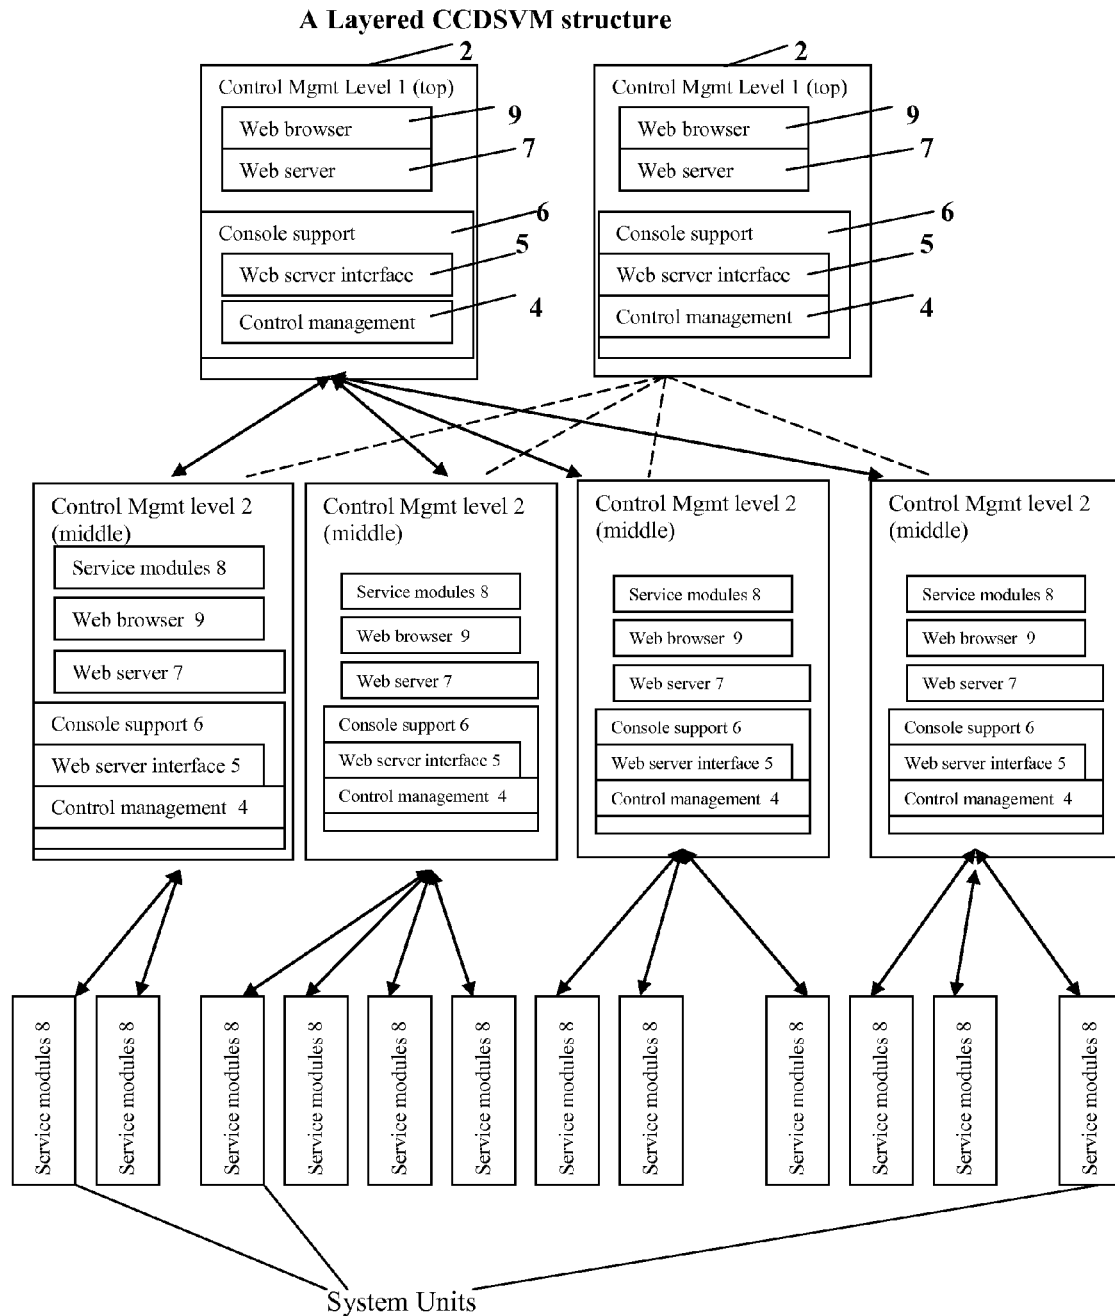 A Layered CCDSVM structure
2
Control Mgmt Level 1 (top)
Web browser
9
Web server
7
Console support
6
Web server interface
5
Control management
4
2
Control Mgmt Level 1 (top)
Web browser
9
Web server
7
Console support
6
Web server interface
5
Control management
4
Control Mgmt level 2
(middle)
Service modules 8
Web browser 9
Web server 7
Console support 6
Web server interface 5
Control management 4
Control Mgmt level 2
(middle)
Service modules 8
Web browser 9
Web server 7
Console support 6
Web server interface 5
Control management 4
Control Mgmt level 2
(middle)
Service modules 8
Web browser 9
Web server 7
Console support 6
Web server interface 5
Control management 4
Control Mgmt level 2
(middle)
Service modules 8
Web browser 9
Web server 7
Console support 6
Web server interface 5
Control management 4
Service modules 8
Service modules 8
Service modules 8
Service modules 8
Service modules 8
Service modules 8
Service modules 8
Service modules 8
Service modules 8
Service modules 8
Service modules 8
Service modules 8
System Units